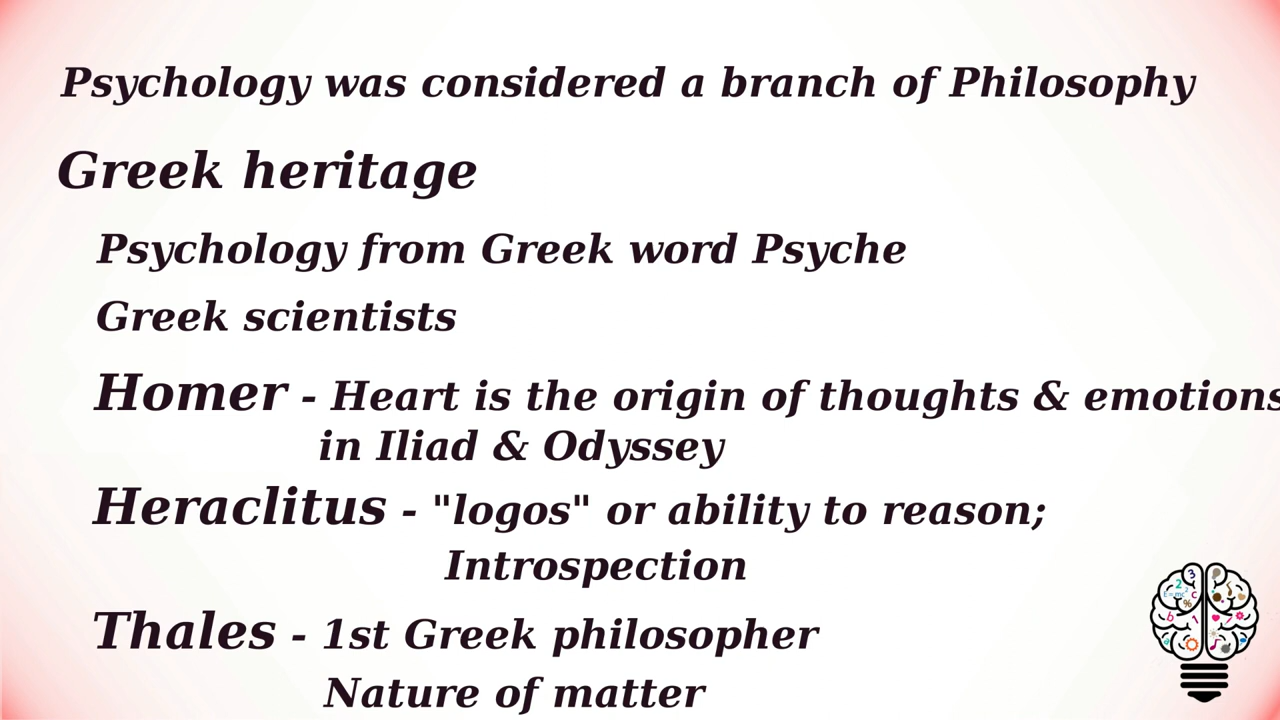 Psychology was considered a branch of Philosophy
Greek heritage
Psychology from Greek word Psyche
Greek scientists
Homer - Heart is the origin of thoughts & emotions
in Iliad & Odyssey
Heraclitus - "logos" or ability to reason;
Introspection
Thales - 1st Greek philosopher
Nature of matter